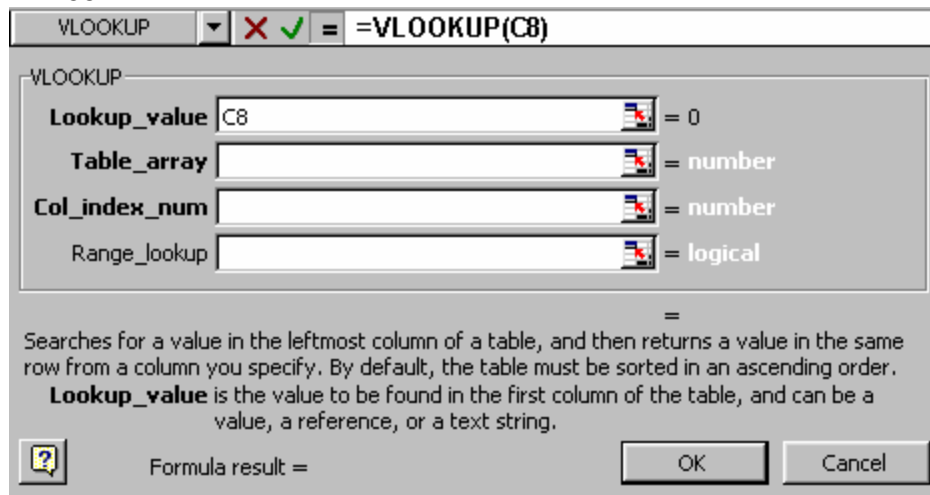 VLOOKUP = =VLOOKUP(C8)
VLOOKUP
Lookup_value C8 = 0
Table_array = number
Col_index_num = number
Range_lookup = logical
=
Searches for a value in the leftmost column of a table, and then returns a value in the same
row from a column you specify. By default, the table must be sorted in an ascending order.
Lookup_value is the value to be found in the first column of the table, and can be a
value, a reference, or a text string.
? Formula result = OK Cancel